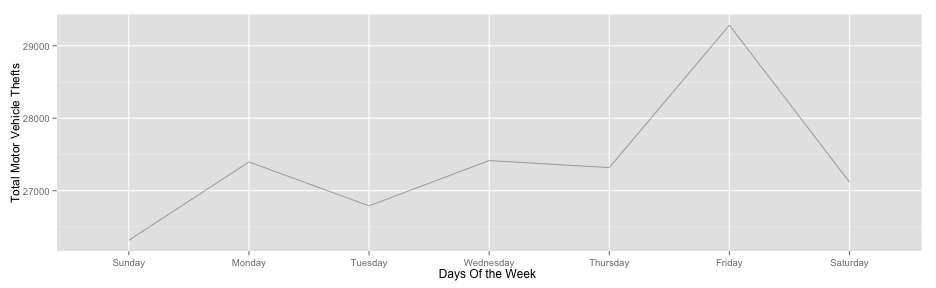 Total Motor Vehicle Thefts
29000
28000
27000
Sunday Monday Tuesday Wednesday Thursday Friday Saturday
Days Of the Week